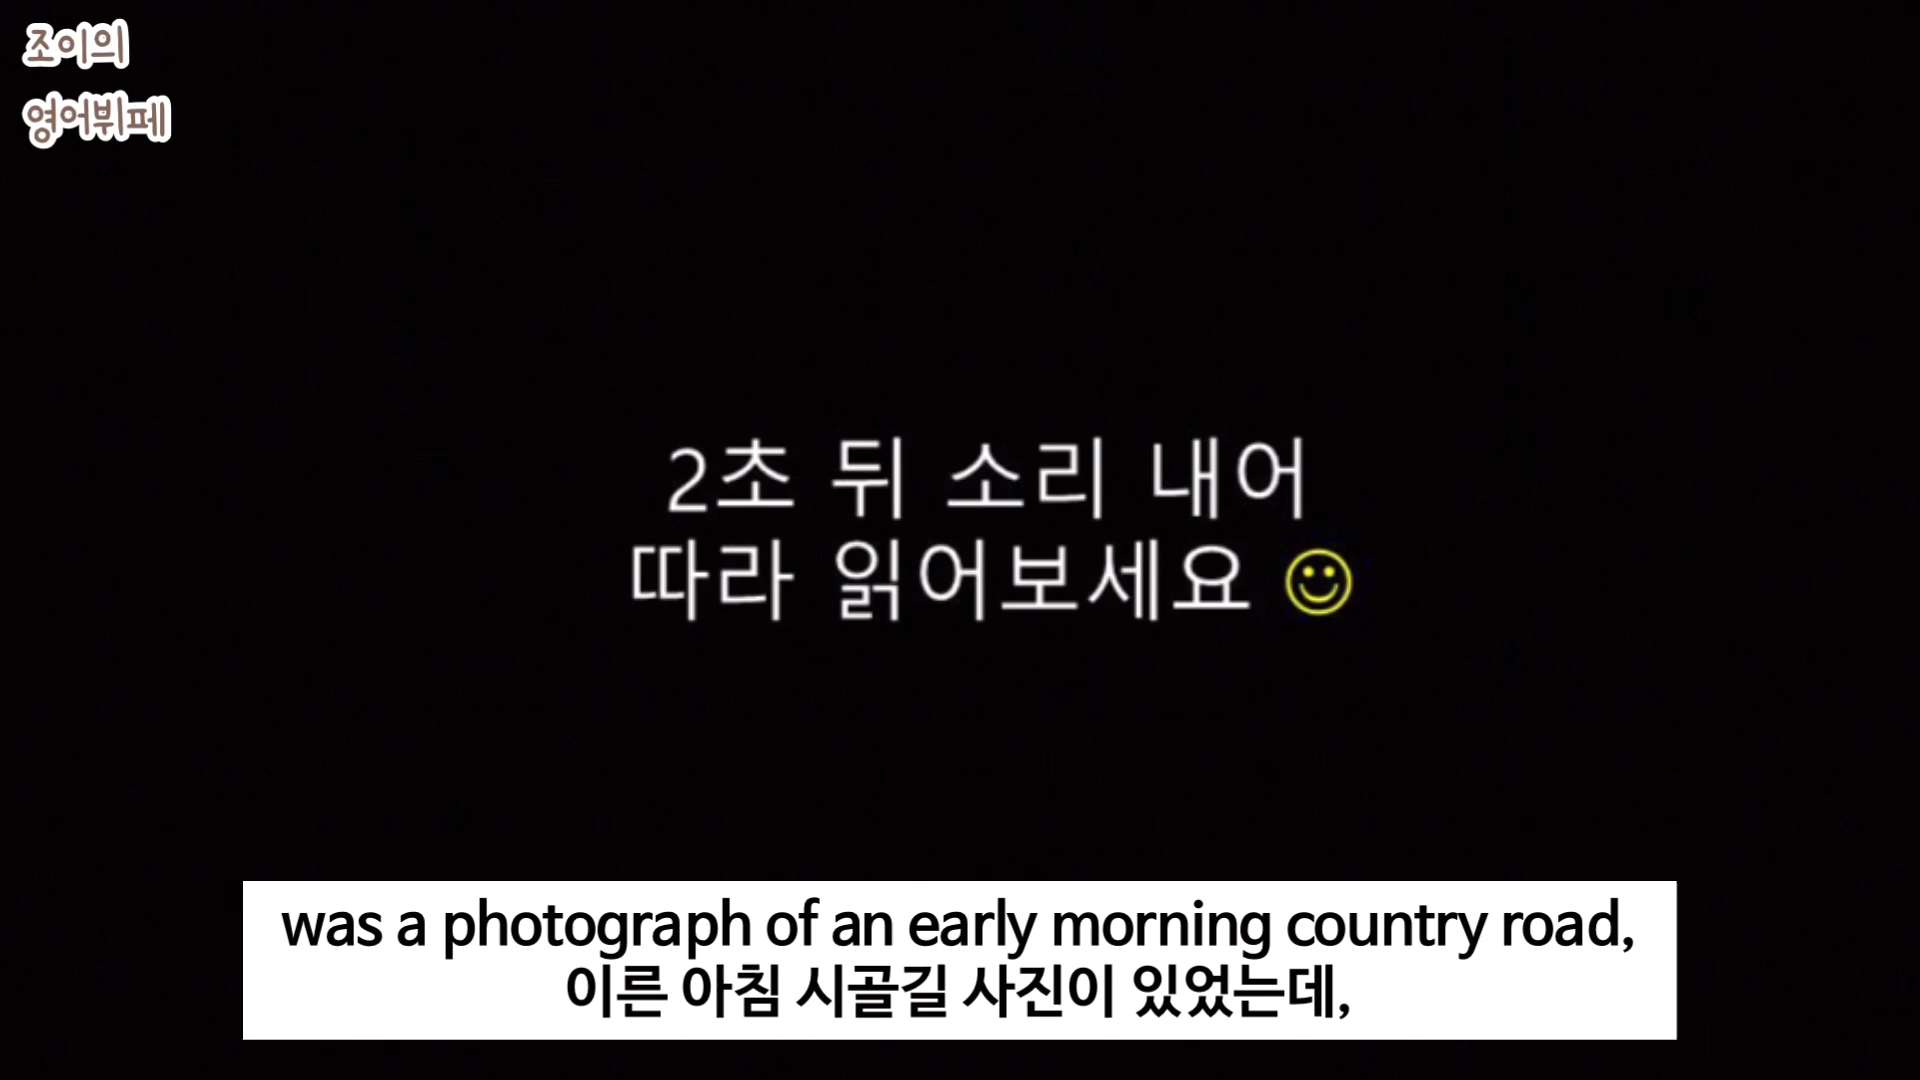 조이의
영어뷔페
2초 뒤 소리 내어
따라 읽어보세요 ☺
was a photograph of an early morning country road,
이른 아침 시골길 사진이 있었는데,